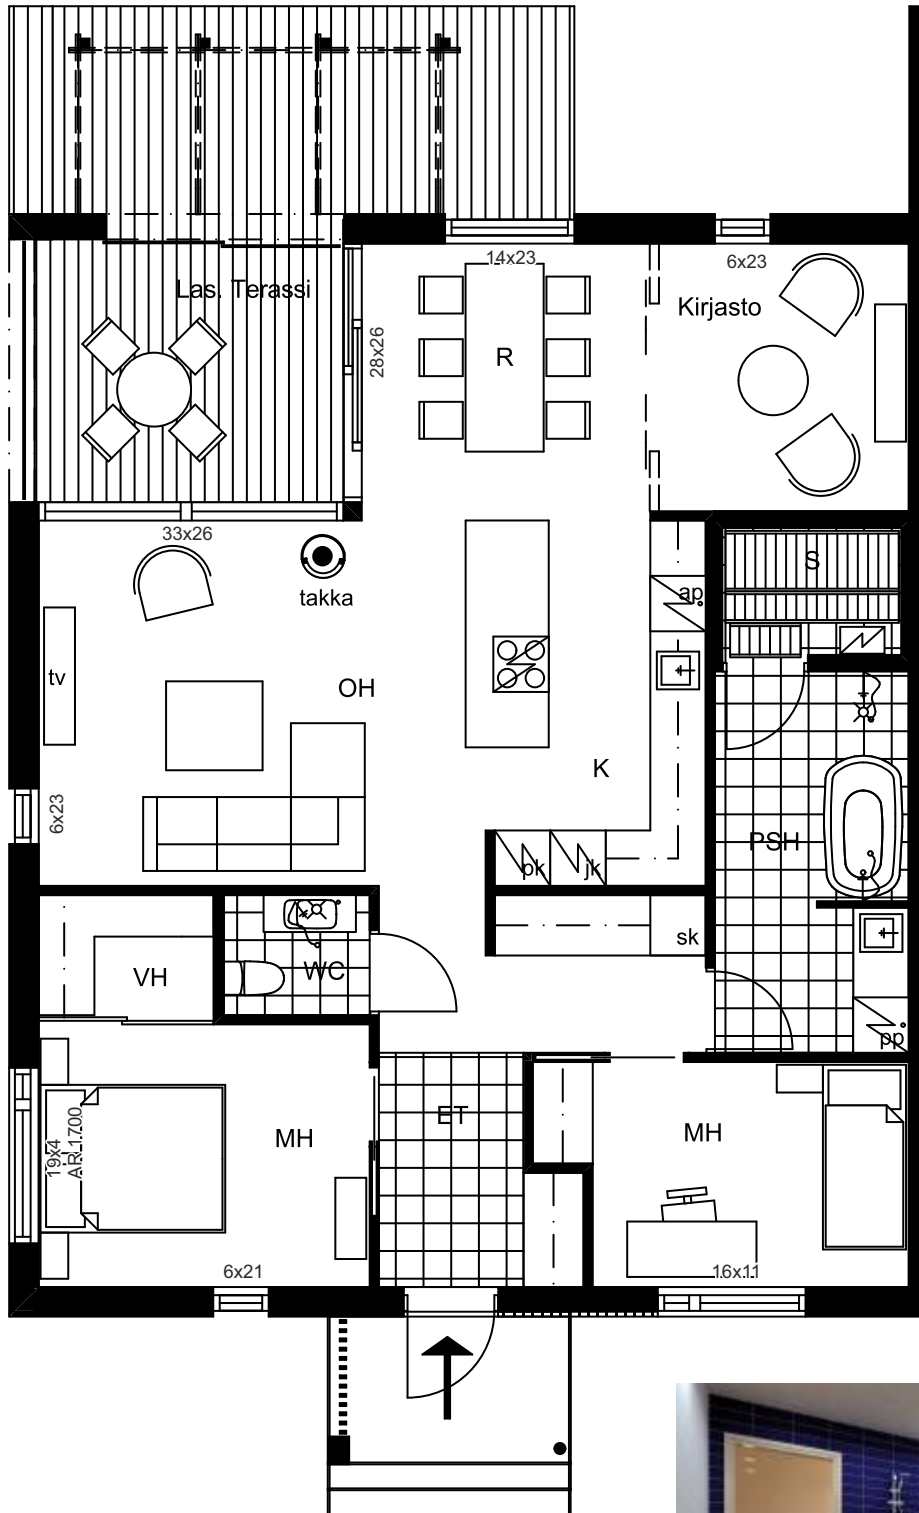 Las. Terassi
14x23
6x23
Kirjasto
28x26
R
33x26
takka
S
ap.
tv
OH
K
6x23
PSH
pk
jk
sk
VH
WC
pp
ET
MH
MH
19x4
AR 1700
6x21
16x11